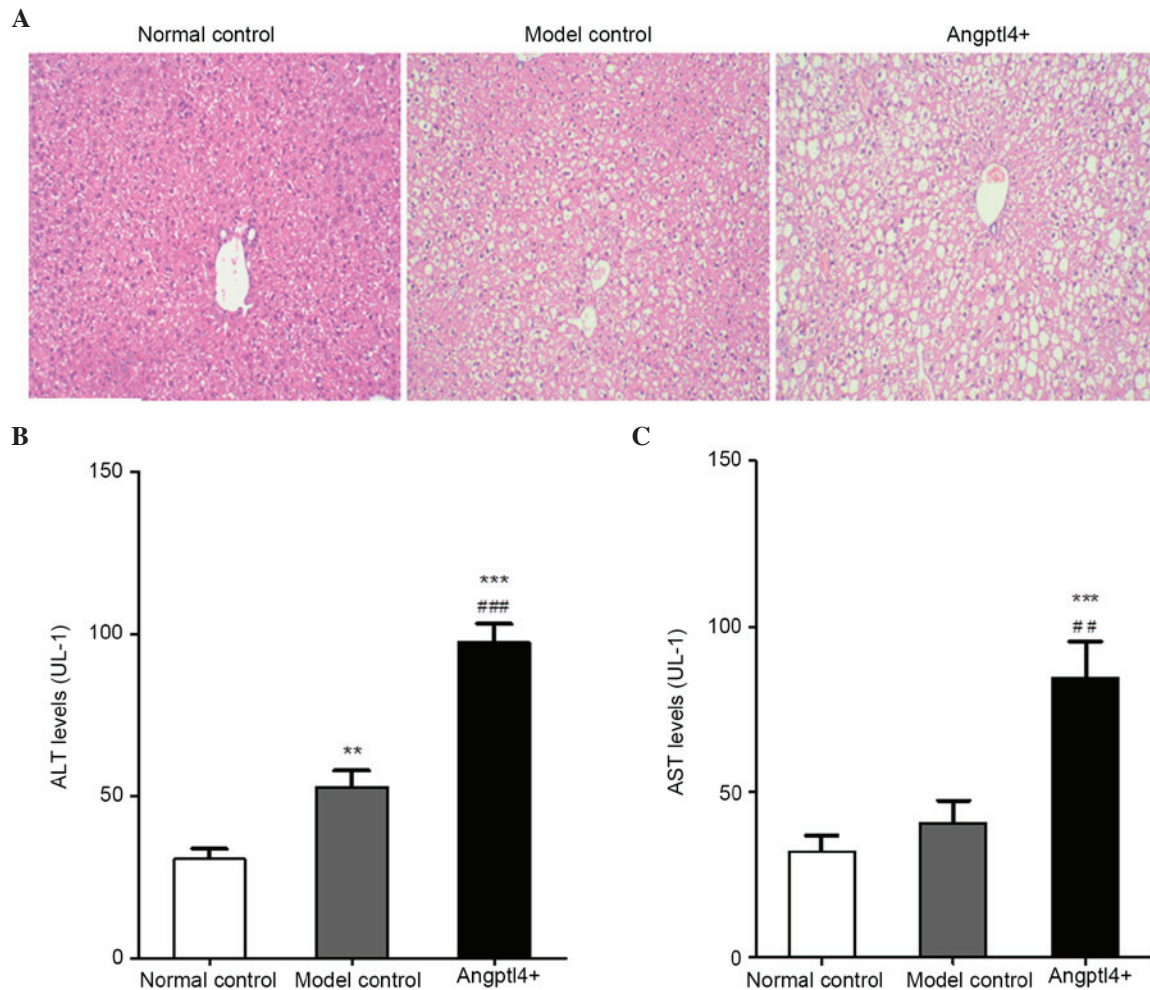 A
Normal control
Model control
Angptl4+
B
150
100
50
0
ALT levels (UL-1)
**
***
###
Normal control
Model control
Angptl4+
C
150
100
50
0
AST levels (UL-1)
***
##
Normal control
Model control
Angptl4+